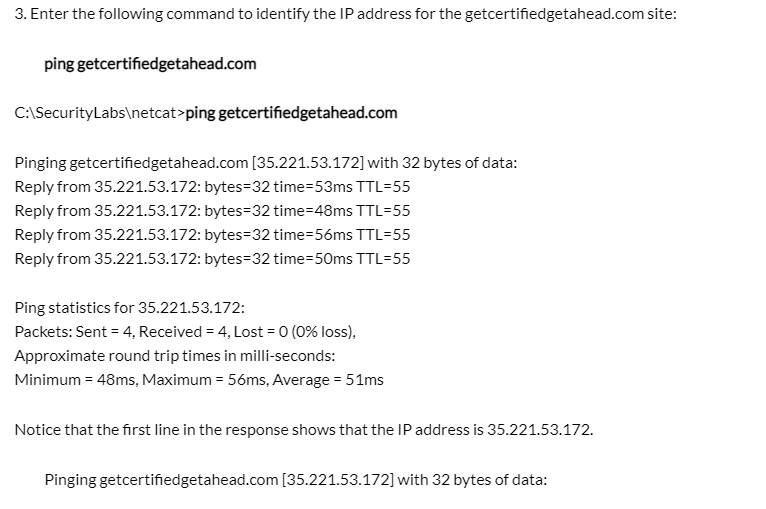 3. Enter the following command to identify the IP address for the getcertifiedgetahead.com site:
ping getcertifiedgetahead.com
C:\SecurityLabs\netcat>ping getcertifiedgetahead.com
Pinging getcertifiedgetahead.com [35.221.53.172] with 32 bytes of data:
Reply from 35.221.53.172: bytes=32 time=53ms TTL=55
Reply from 35.221.53.172: bytes=32 time=48ms TTL=55
Reply from 35.221.53.172: bytes=32 time=56ms TTL=55
Reply from 35.221.53.172: bytes=32 time=50ms TTL=55
Ping statistics for 35.221.53.172:
Packets: Sent = 4, Received = 4, Lost = 0 (0% loss),
Approximate round trip times in milli-seconds:
Minimum = 48ms, Maximum = 56ms, Average = 51ms
Notice that the first line in the response shows that the IP address is 35.221.53.172.
Pinging getcertifiedgetahead.com [35.221.53.172] with 32 bytes of data: